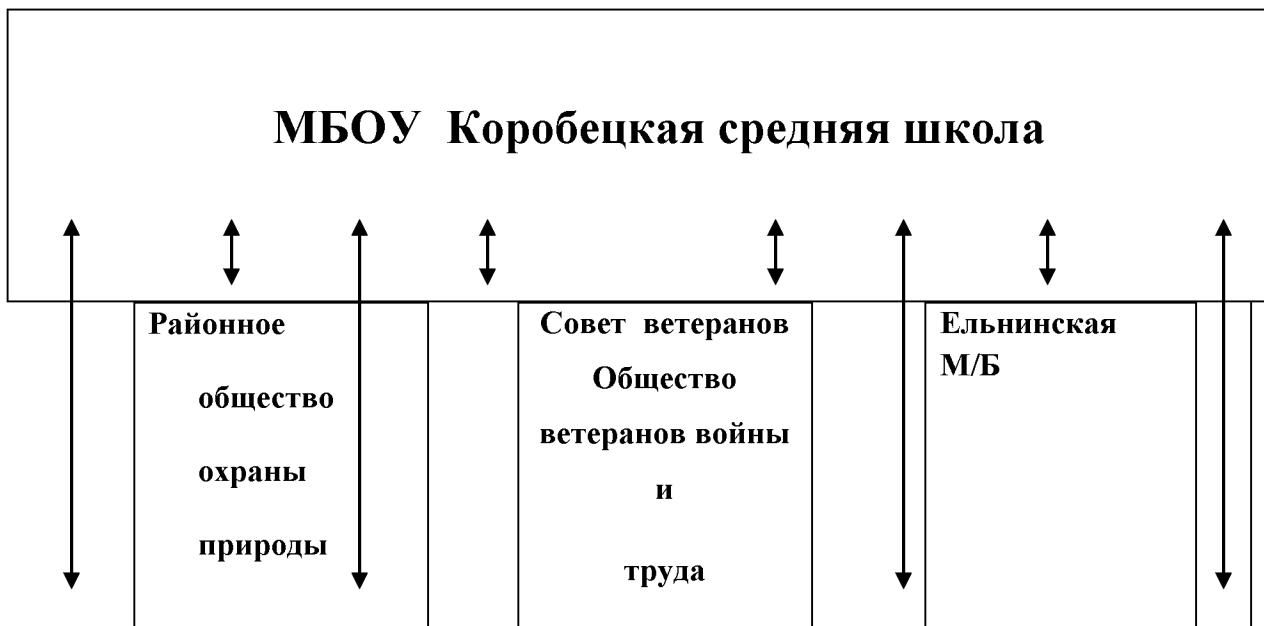 МБОУ Коробецкая средняя школа
Районное
общество
охраны
природы
Совет ветеранов
Общество
ветеранов войны
и
труда
Ельнинская
М/Б